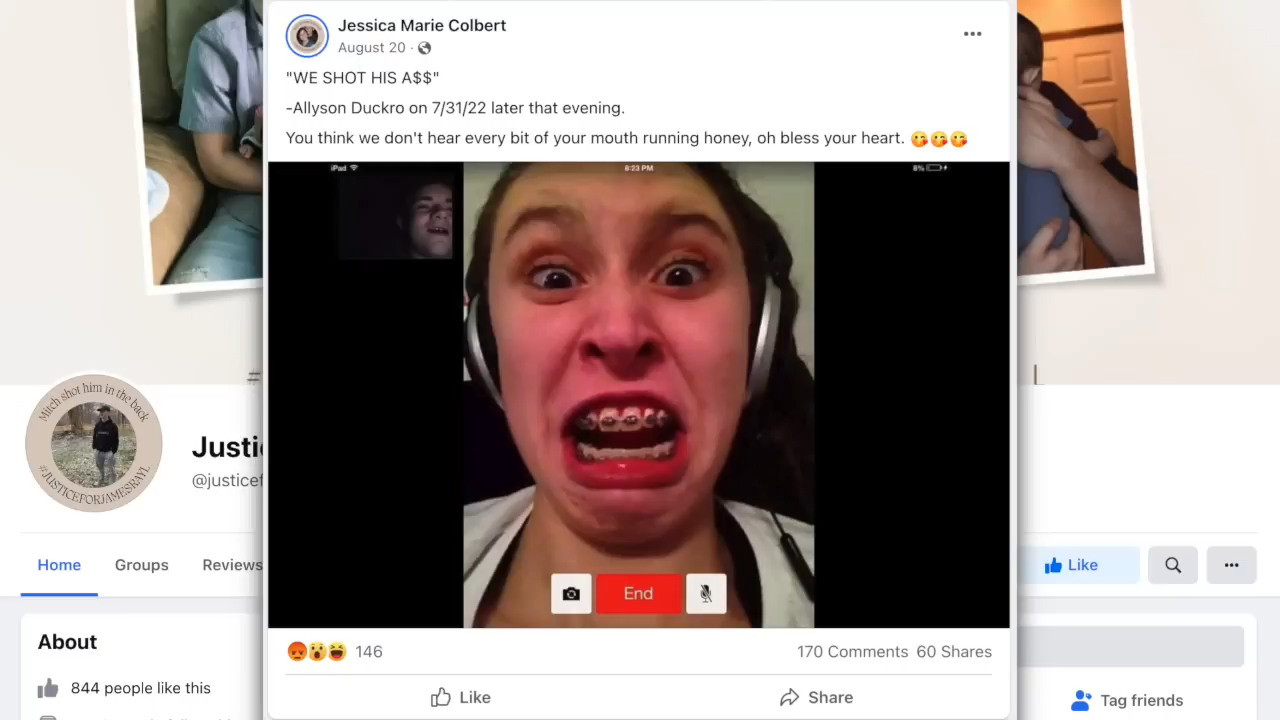 Jessica Marie Colbert
August 20
"WE SHOT HIS A$$"
-Allyson Duckro on 7/31/22 later that evening.
You think we don't hear every bit of your mouth running honey, oh bless your heart. 😘😘😘
iPad
8:23 PM
8%
End
146
170 Comments 60 Shares
Like
Share
Mitch shot him in the back
#JUSTICEFORJAMESRAYL
Justi
@justicef
Home
Groups
Reviews
Like
About
844 people like this
Tag friends